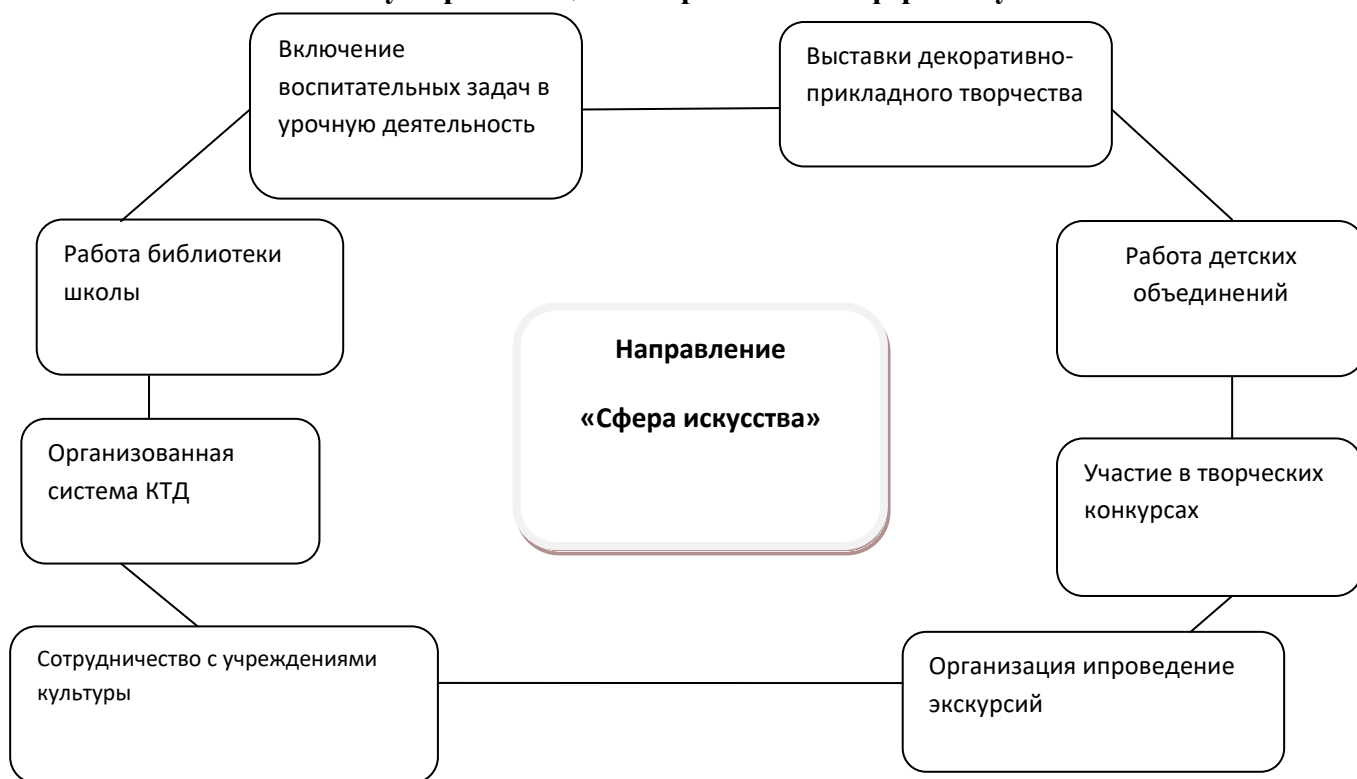 Включение
воспитательных задач в
урочную деятельность
Выставки декоративно-
прикладного творчества
Работа библиотеки
школы
Работа детских
объединений
Направление
«Сфера искусства»
Организованная
система КТД
Участие в творческих
конкурсах
Сотрудничество с учреждениями
культуры
Организация ипроведение
экскурсий